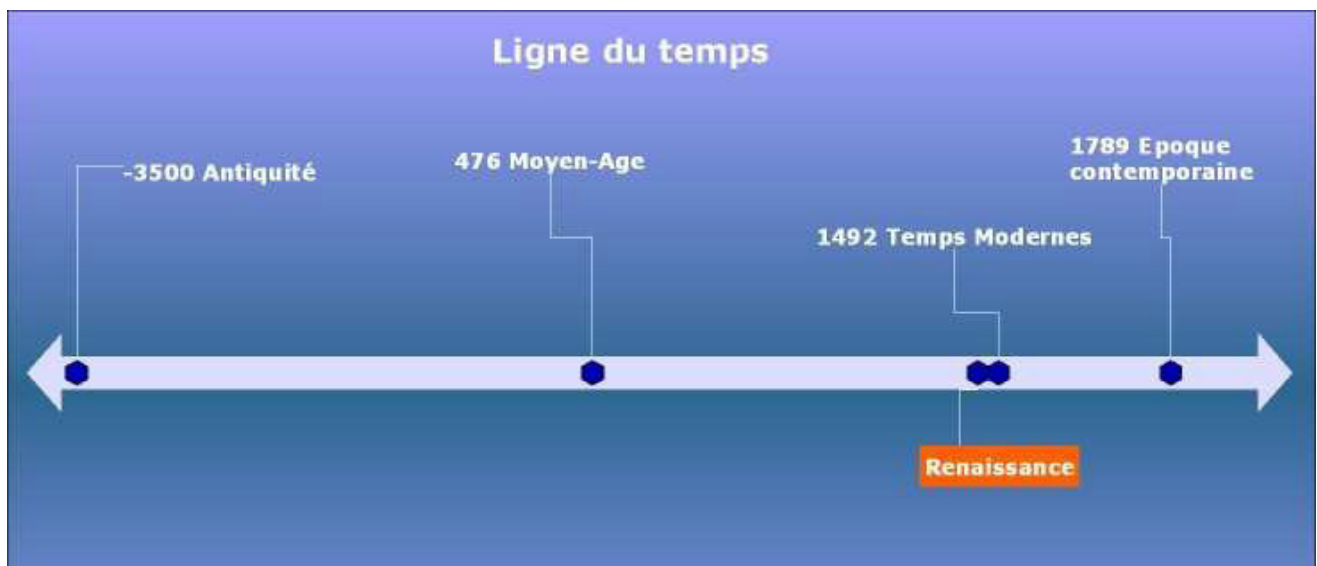 Ligne du temps
-3500 Antiquité
476 Moyen-Age
1492 Temps Modernes
1789 Epoque
contemporaine
Renaissance